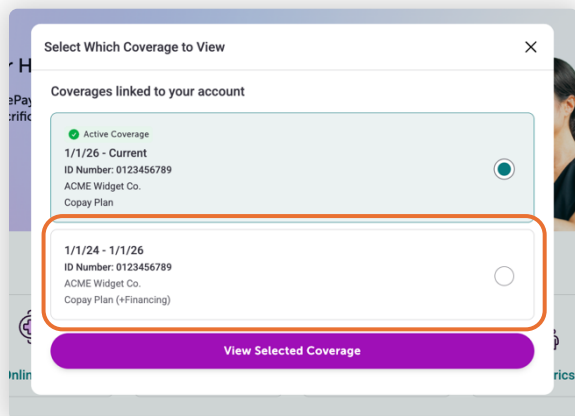 Select Which Coverage to View
Coverages linked to your account
Active Coverage
1/1/26 - Current
ID Number: 0123456789
ACME Widget Co.
Copay Plan
1/1/24 - 1/1/26
ID Number: 0123456789
ACME Widget Co.
Copay Plan (+Financing)
View Selected Coverage